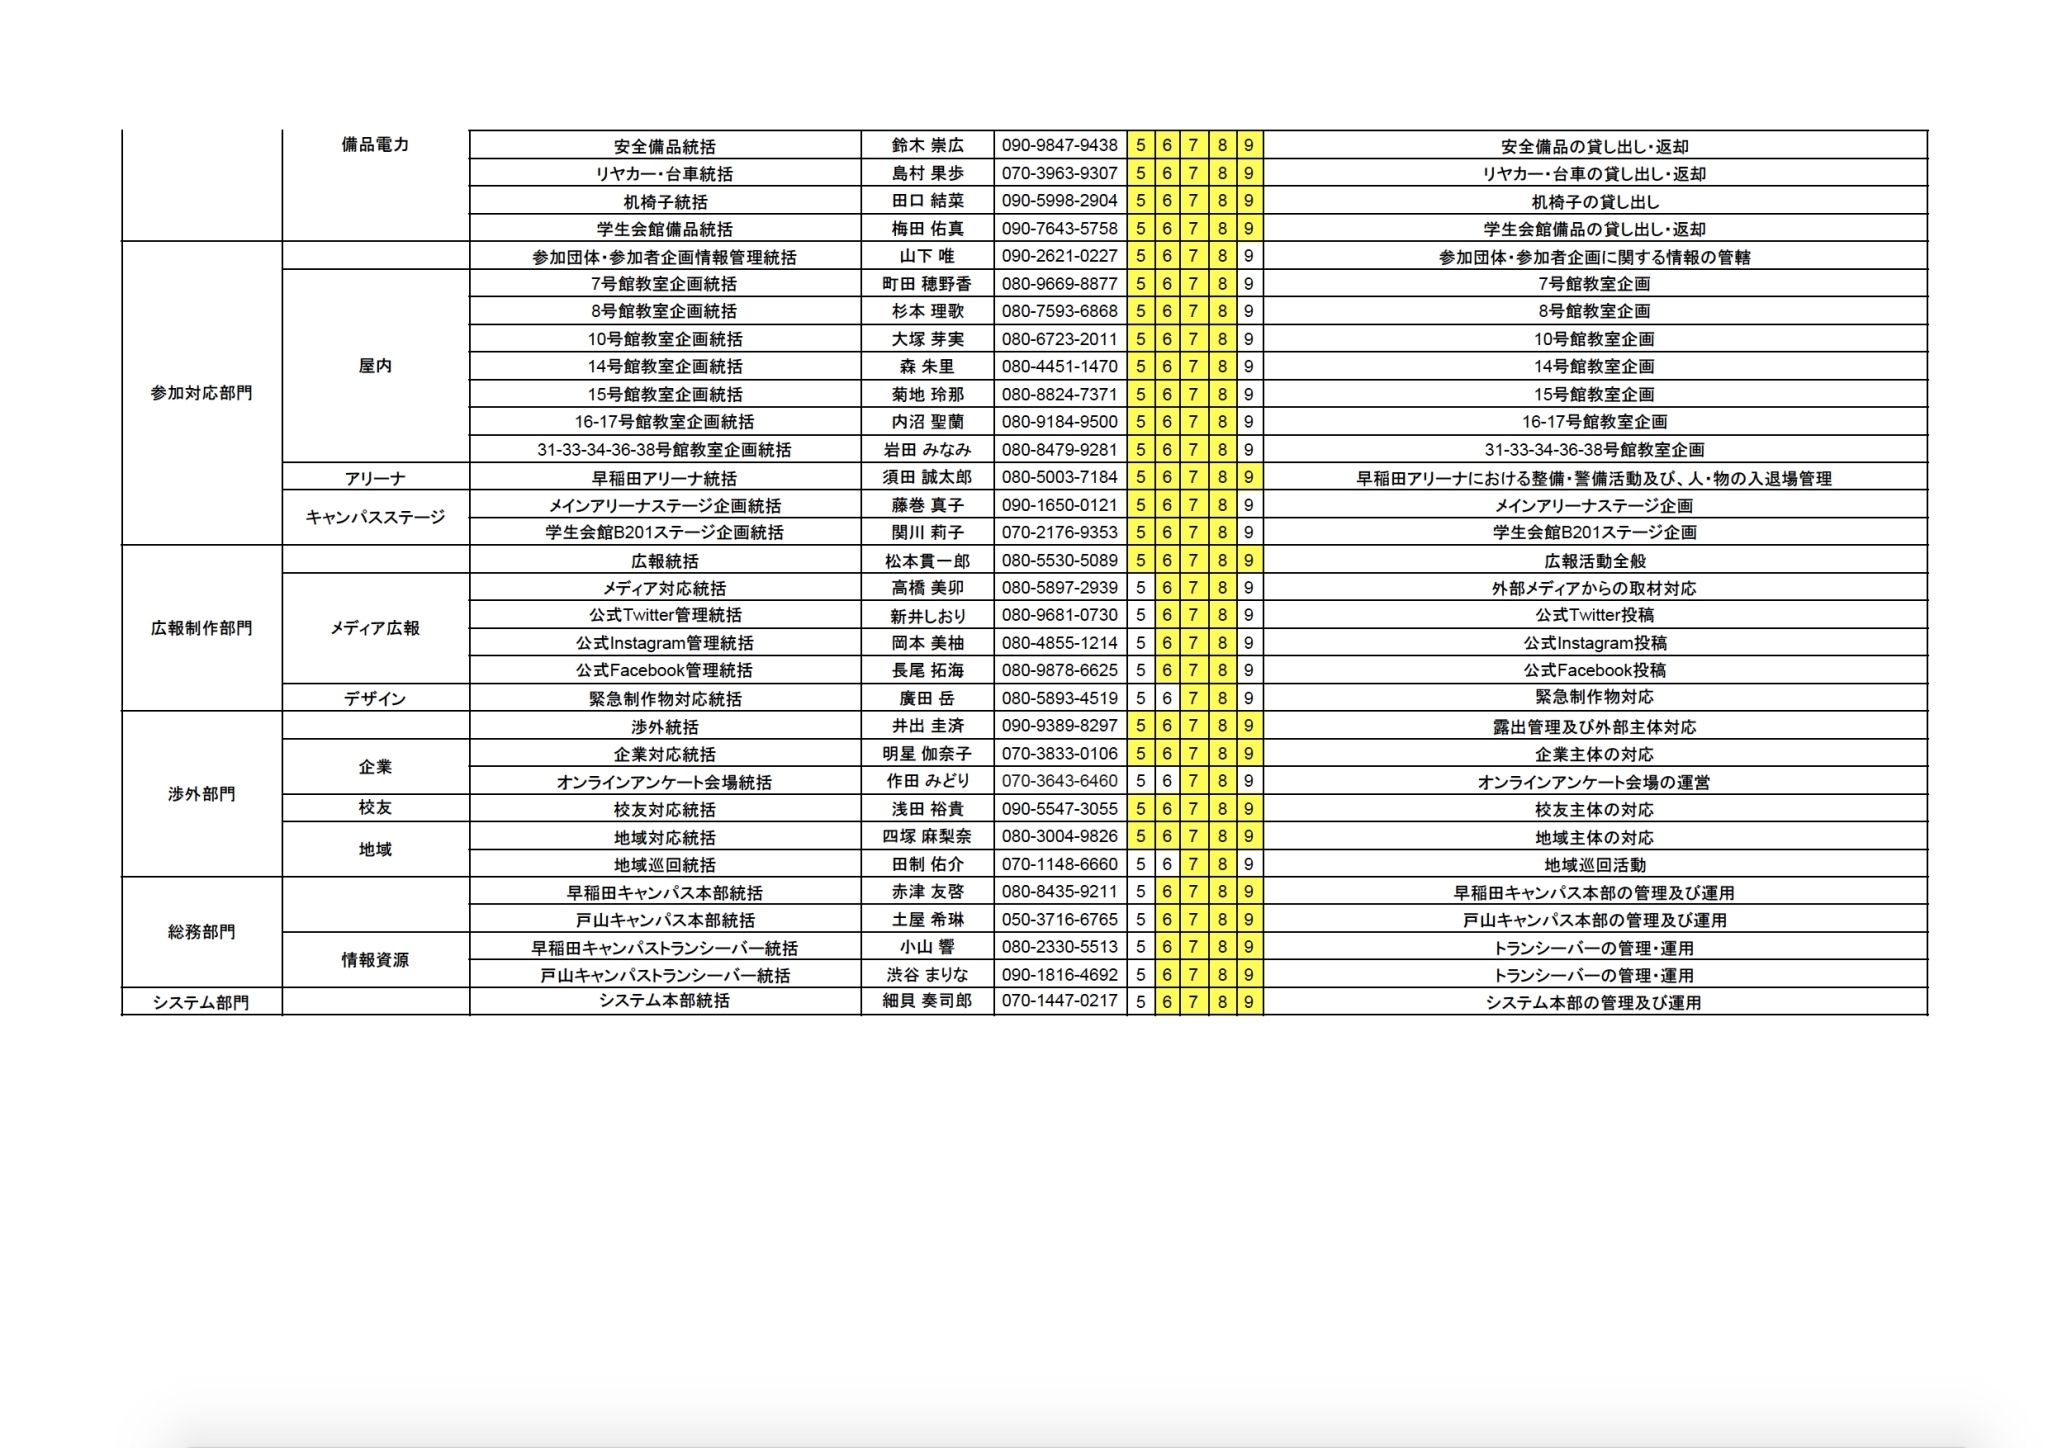 備品電力
安全備品統括 鈴木 崇広 090-9847-9438 5 6 7 8 9 安全備品の貸し出し・返却
リヤカー・台車統括 島村 果歩 070-3963-9307 5 6 7 8 9 リヤカー・台車の貸し出し・返却
机椅子統括 田口 結菜 090-5998-2904 5 6 7 8 9 机椅子の貸し出し
学生会館備品統括 梅田 佑真 090-7643-5758 5 6 7 8 9 学生会館備品の貸し出し・返却
参加対応部門
参加団体・参加者企画情報管理統括 山下 唯 090-2621-0227 5 6 7 8 9 参加団体・参加者企画に関する情報の管轄
屋内
7号館教室企画統括 町田 穂野香 080-9669-8877 5 6 7 8 9 7号館教室企画
8号館教室企画統括 杉本 理歌 080-7593-6868 5 6 7 8 9 8号館教室企画
10号館教室企画統括 大塚 芽実 080-6723-2011 5 6 7 8 9 10号館教室企画
14号館教室企画統括 森 朱里 080-4451-1470 5 6 7 8 9 14号館教室企画
15号館教室企画統括 菊地 玲那 080-8824-7371 5 6 7 8 9 15号館教室企画
16-17号館教室企画統括 内沼 聖蘭 080-9184-9500 5 6 7 8 9 16-17号館教室企画
31-33-34-36-38号館教室企画統括 岩田 みなみ 080-8479-9281 5 6 7 8 9 31-33-34-36-38号館教室企画
アリーナ 早稲田アリーナ統括 須田 誠太郎 080-5003-7184 5 6 7 8 9 早稲田アリーナにおける整備・警備活動及び、人・物の入退場管理
キャンパスステージ
メインアリーナステージ企画統括 藤巻 真子 090-1650-0121 5 6 7 8 9 メインアリーナステージ企画
学生会館B201ステージ企画統括 関川 莉子 070-2176-9353 5 6 7 8 9 学生会館B201ステージ企画
広報制作部門
広報統括 松本貫一郎 080-5530-5089 5 6 7 8 9 広報活動全般
メディア広報
メディア対応統括 高橋 美卯 080-5897-2939 5 6 7 8 9 外部メディアからの取材対応
公式Twitter管理統括 新井しおり 080-9681-0730 5 6 7 8 9 公式Twitter投稿
公式Instagram管理統括 岡本 美柚 080-4855-1214 5 6 7 8 9 公式Instagram投稿
公式Facebook管理統括 長尾 拓海 080-9878-6625 5 6 7 8 9 公式Facebook投稿
デザイン 緊急制作物対応統括 廣田 岳 080-5893-4519 5 6 7 8 9 緊急制作物対応
渉外部門
渉外統括 井出 圭済 090-9389-8297 5 6 7 8 9 露出管理及び外部主体対応
企業
企業対応統括 明星 伽奈子 070-3833-0106 5 6 7 8 9 企業主体の対応
オンラインアンケート会場統括 作田 みどり 070-3643-6460 5 6 7 8 9 オンラインアンケート会場の運営
校友 校友対応統括 浅田 裕貴 090-5547-3055 5 6 7 8 9 校友主体の対応
地域
地域対応統括 四塚 麻梨奈 080-3004-9826 5 6 7 8 9 地域主体の対応
地域巡回統括 田制 佑介 070-1148-6660 5 6 7 8 9 地域巡回活動
総務部門
早稲田キャンパス本部統括 赤津 友啓 080-8435-9211 5 6 7 8 9 早稲田キャンパス本部の管理及び運用
戸山キャンパス本部統括 土屋 希琳 050-3716-6765 5 6 7 8 9 戸山キャンパス本部の管理及び運用
情報資源
早稲田キャンパストランシーバー統括 小山 響 080-2330-5513 5 6 7 8 9 トランシーバーの管理・運用
戸山キャンパストランシーバー統括 渋谷 まりな 090-1816-4692 5 6 7 8 9 トランシーバーの管理・運用
システム部門 システム本部統括 細貝 奏司郎 070-1447-0217 5 6 7 8 9 システム本部の管理及び運用